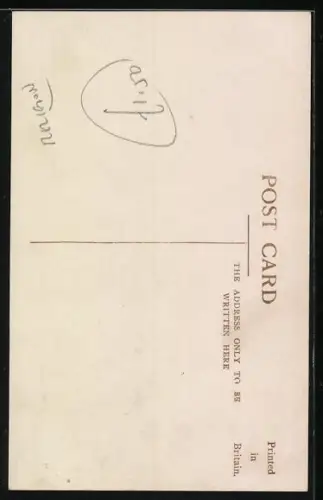 POST CARD
THE ADDRESS ONLY TO BE
WRITTEN HERE
Printed
in
Britain.